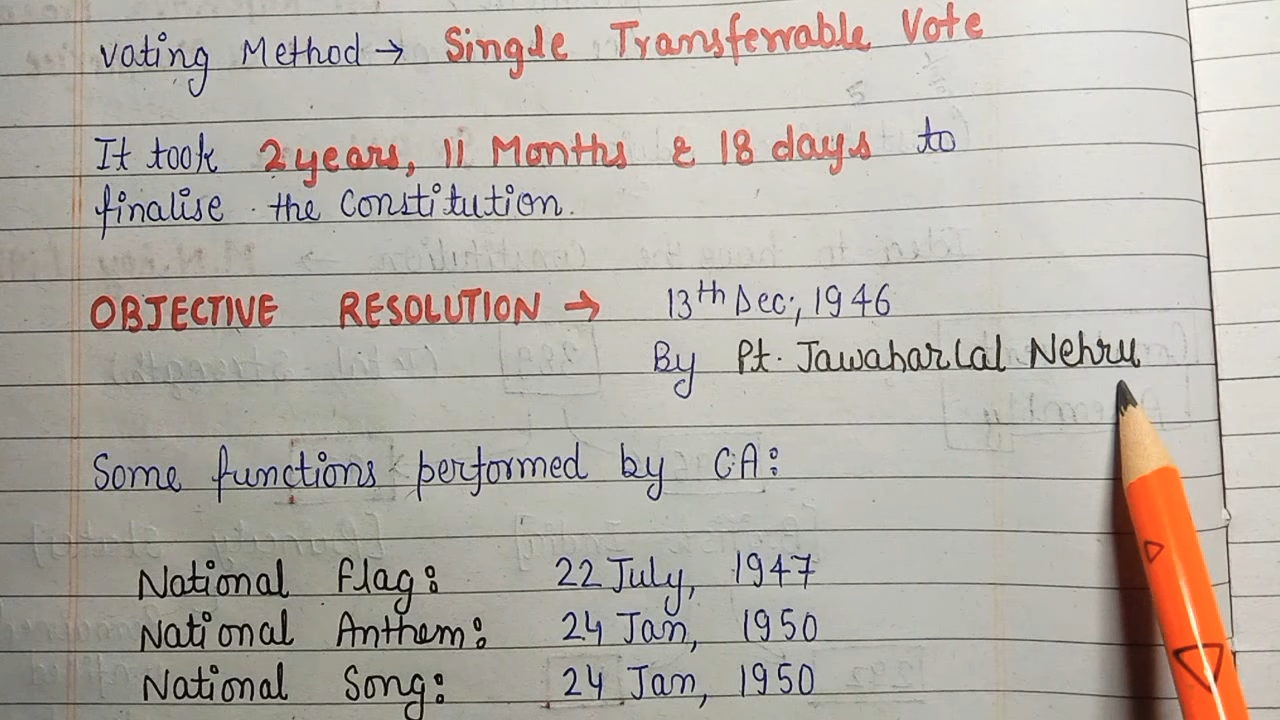 Voting Method → Single Transferrable Vote
It took 2 years, 11 Months & 18 days to
finalise the Constitution.
OBJECTIVE RESOLUTION → 13th Dec, 1946
By Pt. Jawaharlal Nehru
Some functions performed by CA:
National Flag: 22 July, 1947
National Anthem: 24 Jan, 1950
National Song: 24 Jan, 1950